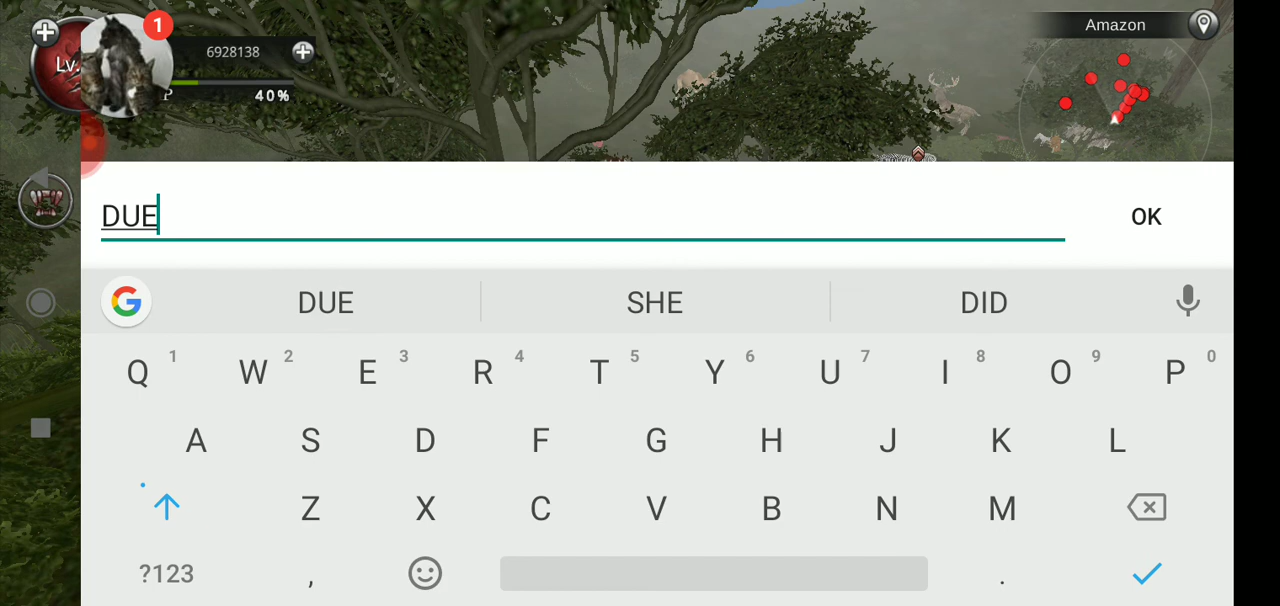 1
Lv.
6928138
P 40%
Amazon
DUE
OK
DUE SHE DID
Q 1 W 2 E 3 R 4 T 5 Y 6 U 7 I 8 O 9 P 0
A S D F G H J K L
Z X C V B N M
?123 , .